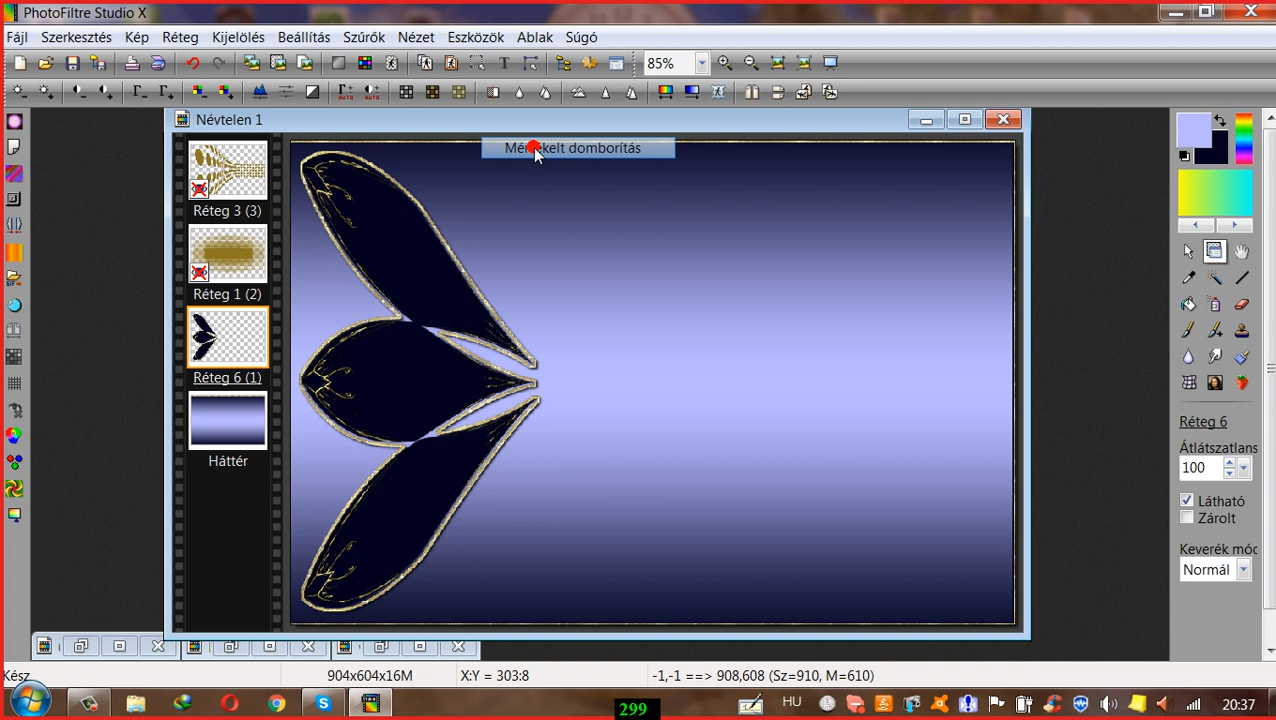 PhotoFiltre Studio X
Fájl Szerkesztés Kép Réteg Kijelölés Beállítás Szűrők Nézet Eszközök Ablak Súgó
85%
Névtelen 1
Mérsékelt domborítás
Réteg 3 (3)
Réteg 1 (2)
Réteg 6 (1)
Háttér
Réteg 6
Átlátszatlans
100
Látható
Zárolt
Keverék móc
Normál
Kész
904x604x16M
X:Y = 303:8
-1,-1 ==> 908,608 (Sz=910, M=610)
HU
20:37
299